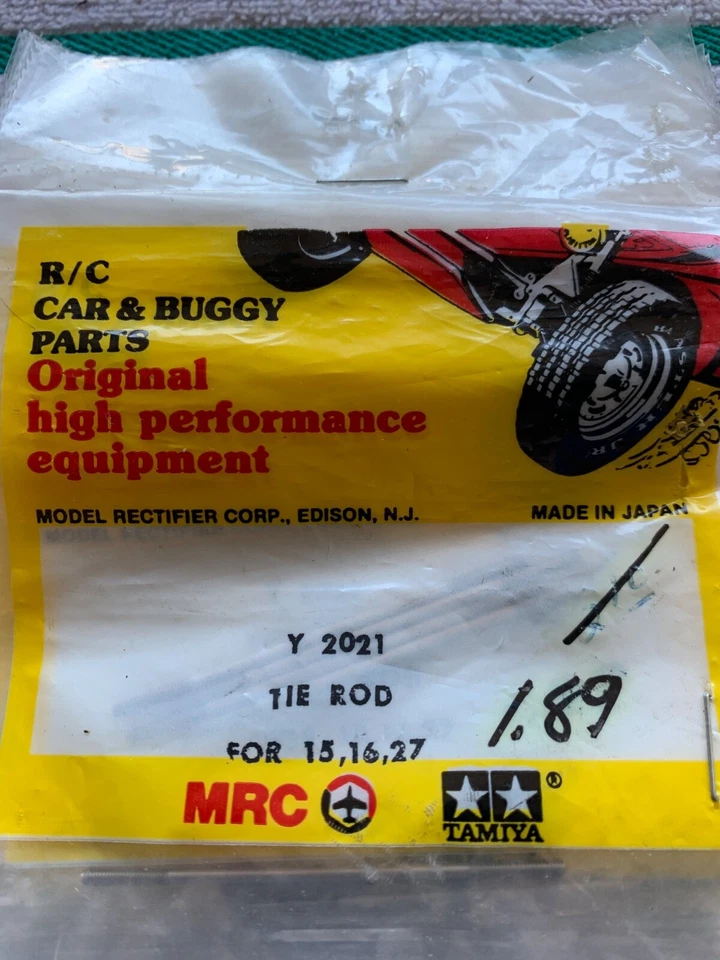 R/C
CAR & BUGGY
PARTS
Original
high performance
equipment
MODEL RECTIFIER CORP., EDISON, N.J.
MADE IN JAPAN
Y 2021
TIE ROD
1.89
FOR 15,16,27
MRC
TAMIYA®